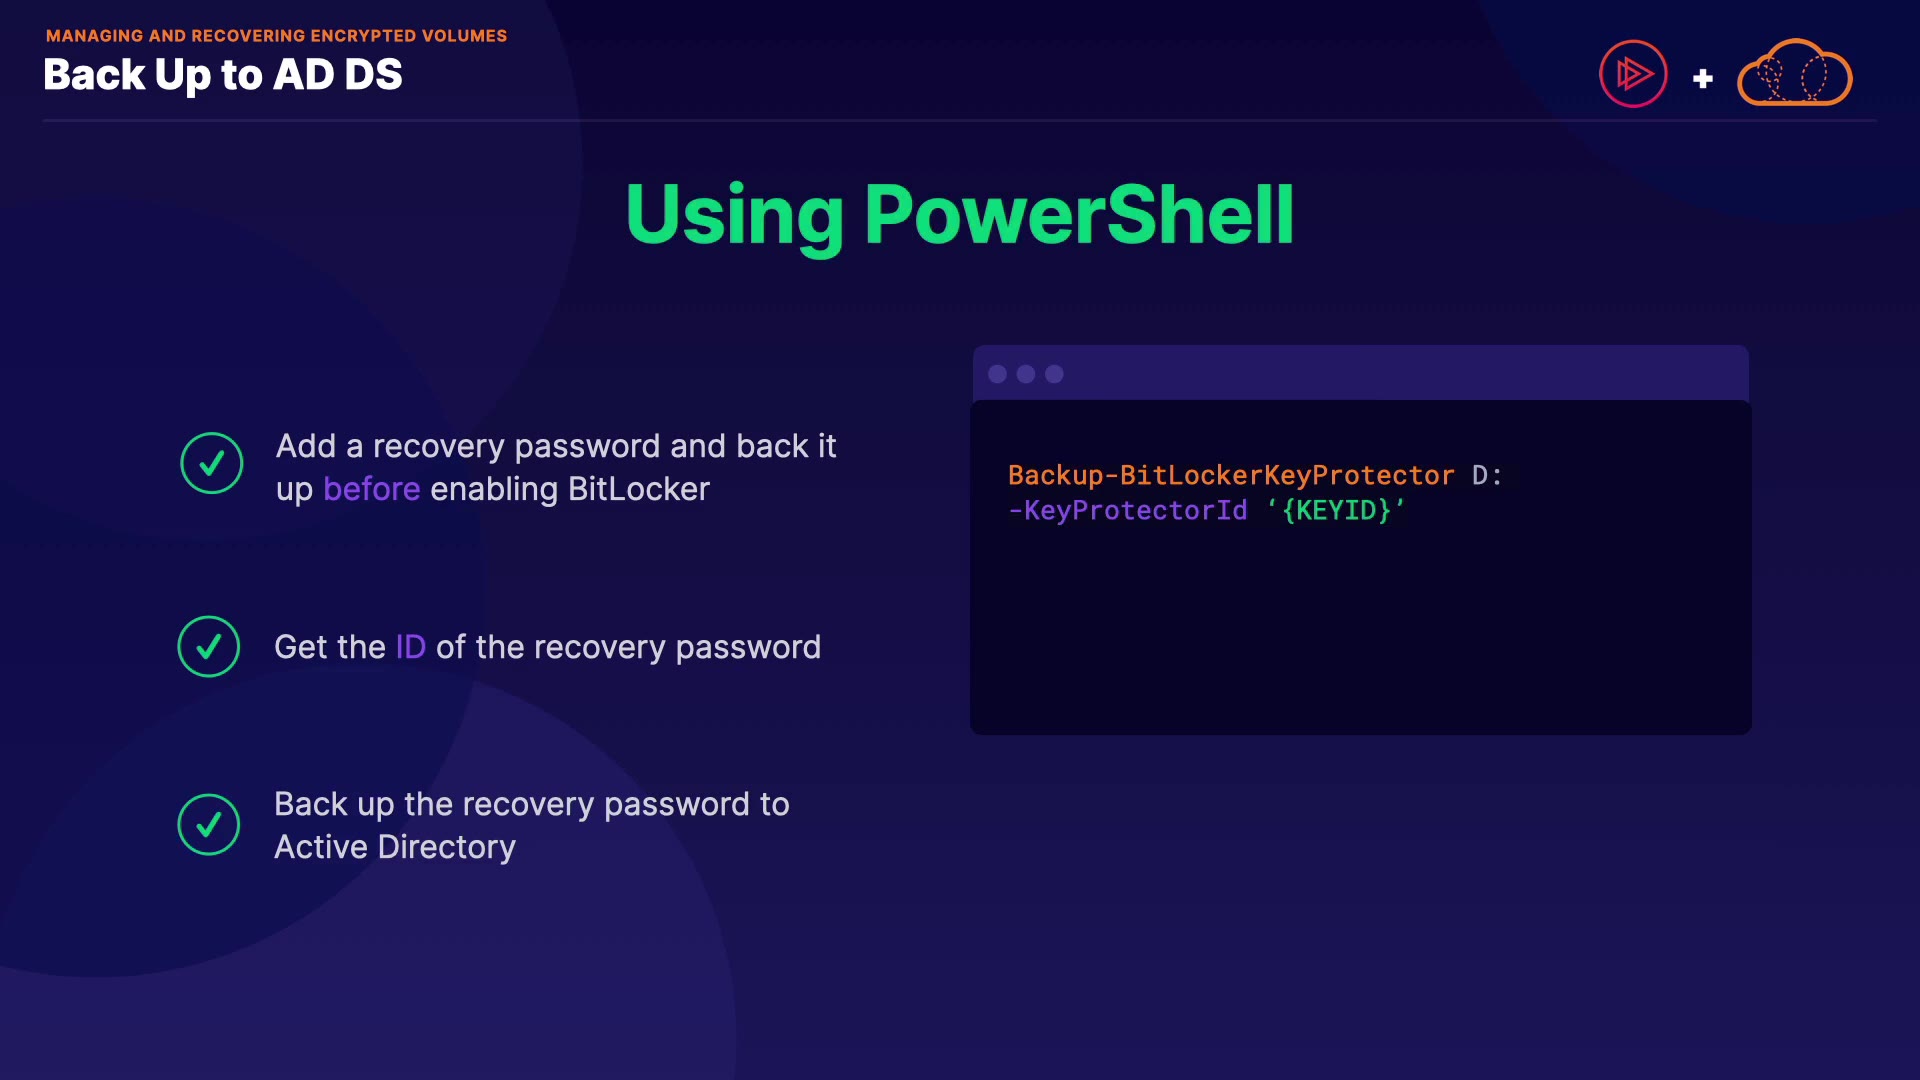 MANAGING AND RECOVERING ENCRYPTED VOLUMES
Back Up to AD DS
+
Using PowerShell
Add a recovery password and back it
up before enabling BitLocker
Get the ID of the recovery password
Back up the recovery password to
Active Directory
Backup-BitLockerKeyProtector D:
-KeyProtectorId ‘{KEYID}’